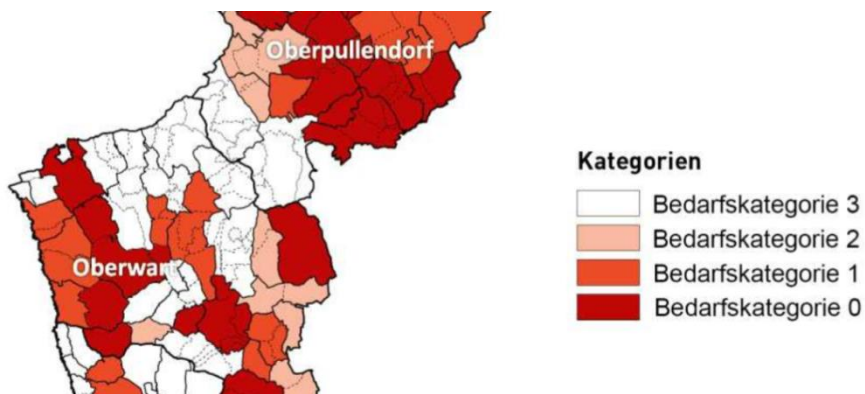 Oberpullendorf
Oberwart
Kategorien
Bedarfskategorie 3
Bedarfskategorie 2
Bedarfskategorie 1
Bedarfskategorie 0